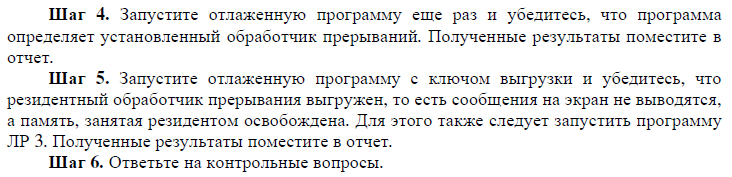 Шаг 4. Запустите отлаженную программу еще раз и убедитесь, что программа
определяет установленный обработчик прерываний. Полученные результаты поместите в
отчет.
Шаг 5. Запустите отлаженную программу с ключом выгрузки и убедитесь, что
резидентный обработчик прерывания выгружен, то есть сообщения на экран не выводятся,
а память, занятая резидентом освобождена. Для этого также следует запустить программу
ЛР 3. Полученные результаты поместите в отчет.
Шаг 6. Ответьте на контрольные вопросы.